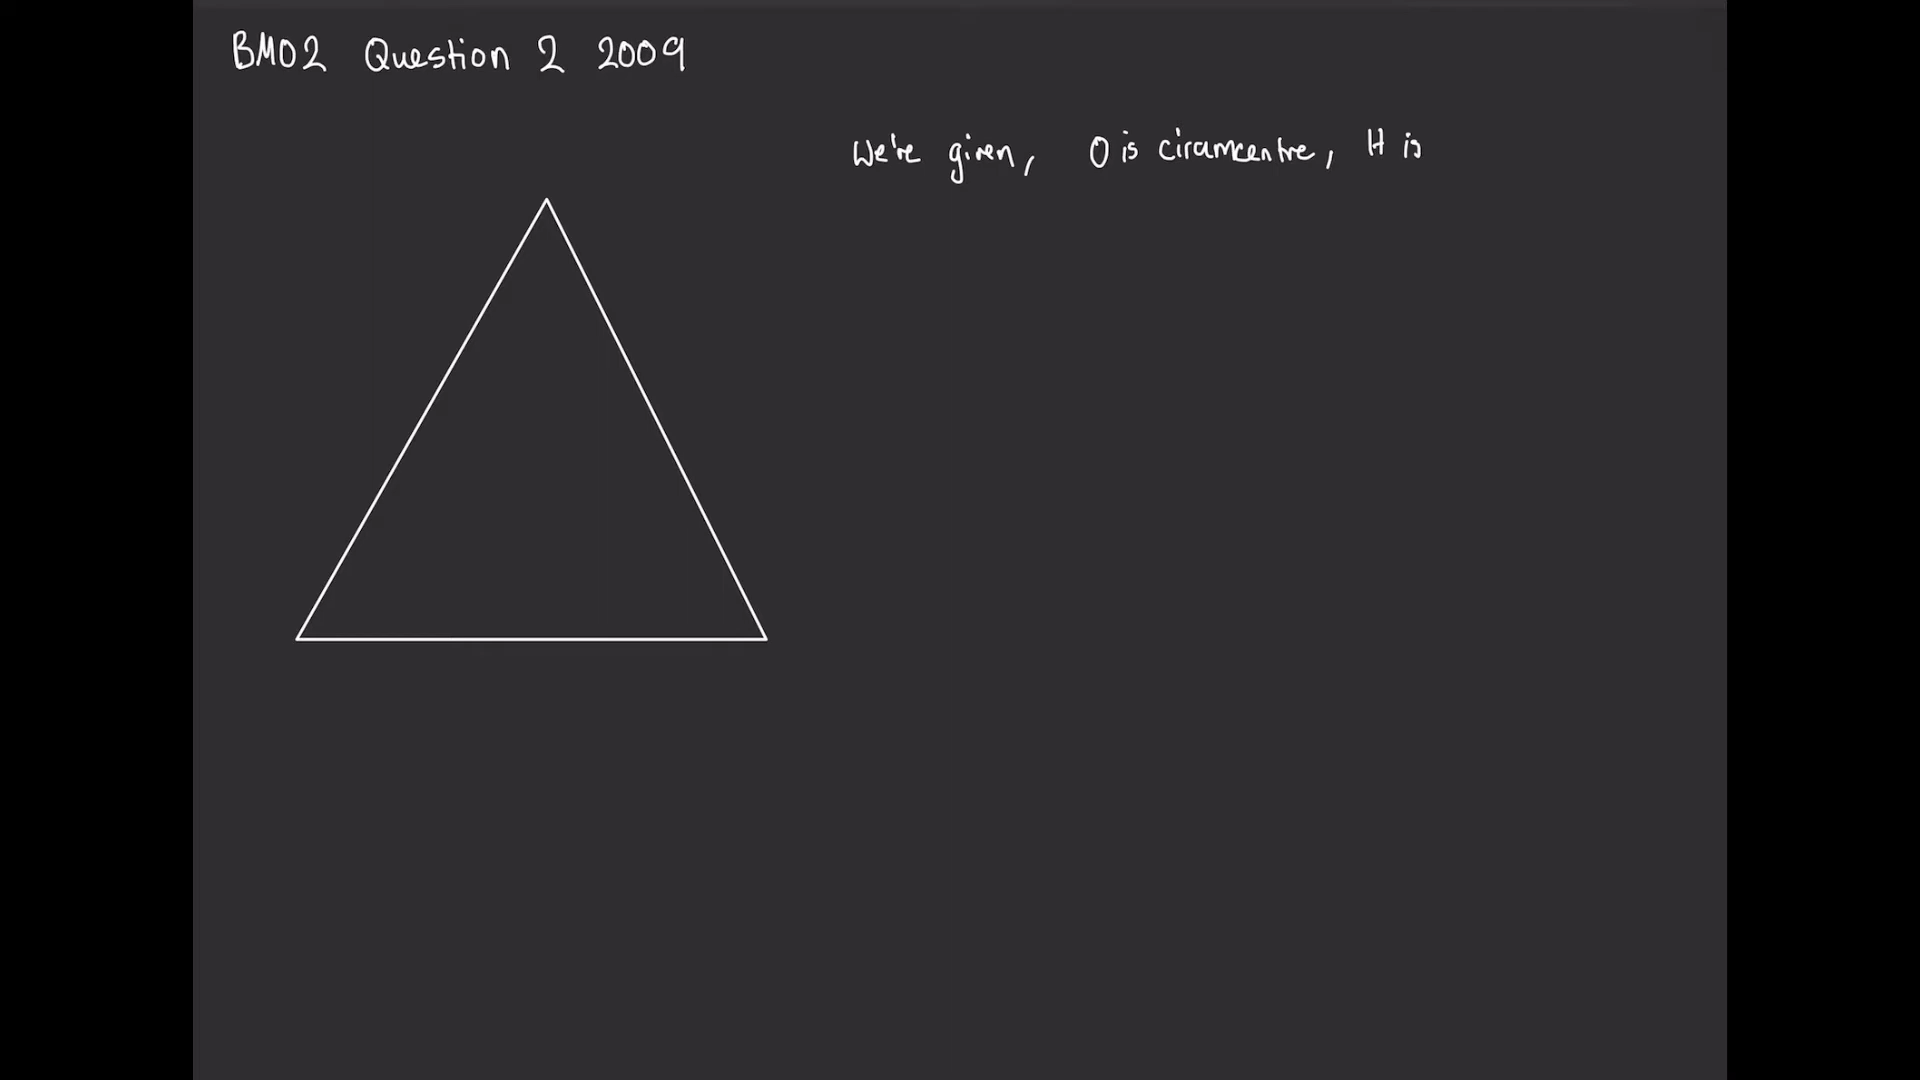 BMO2 Question 2 2009
We're given, O is circumcentre, H is